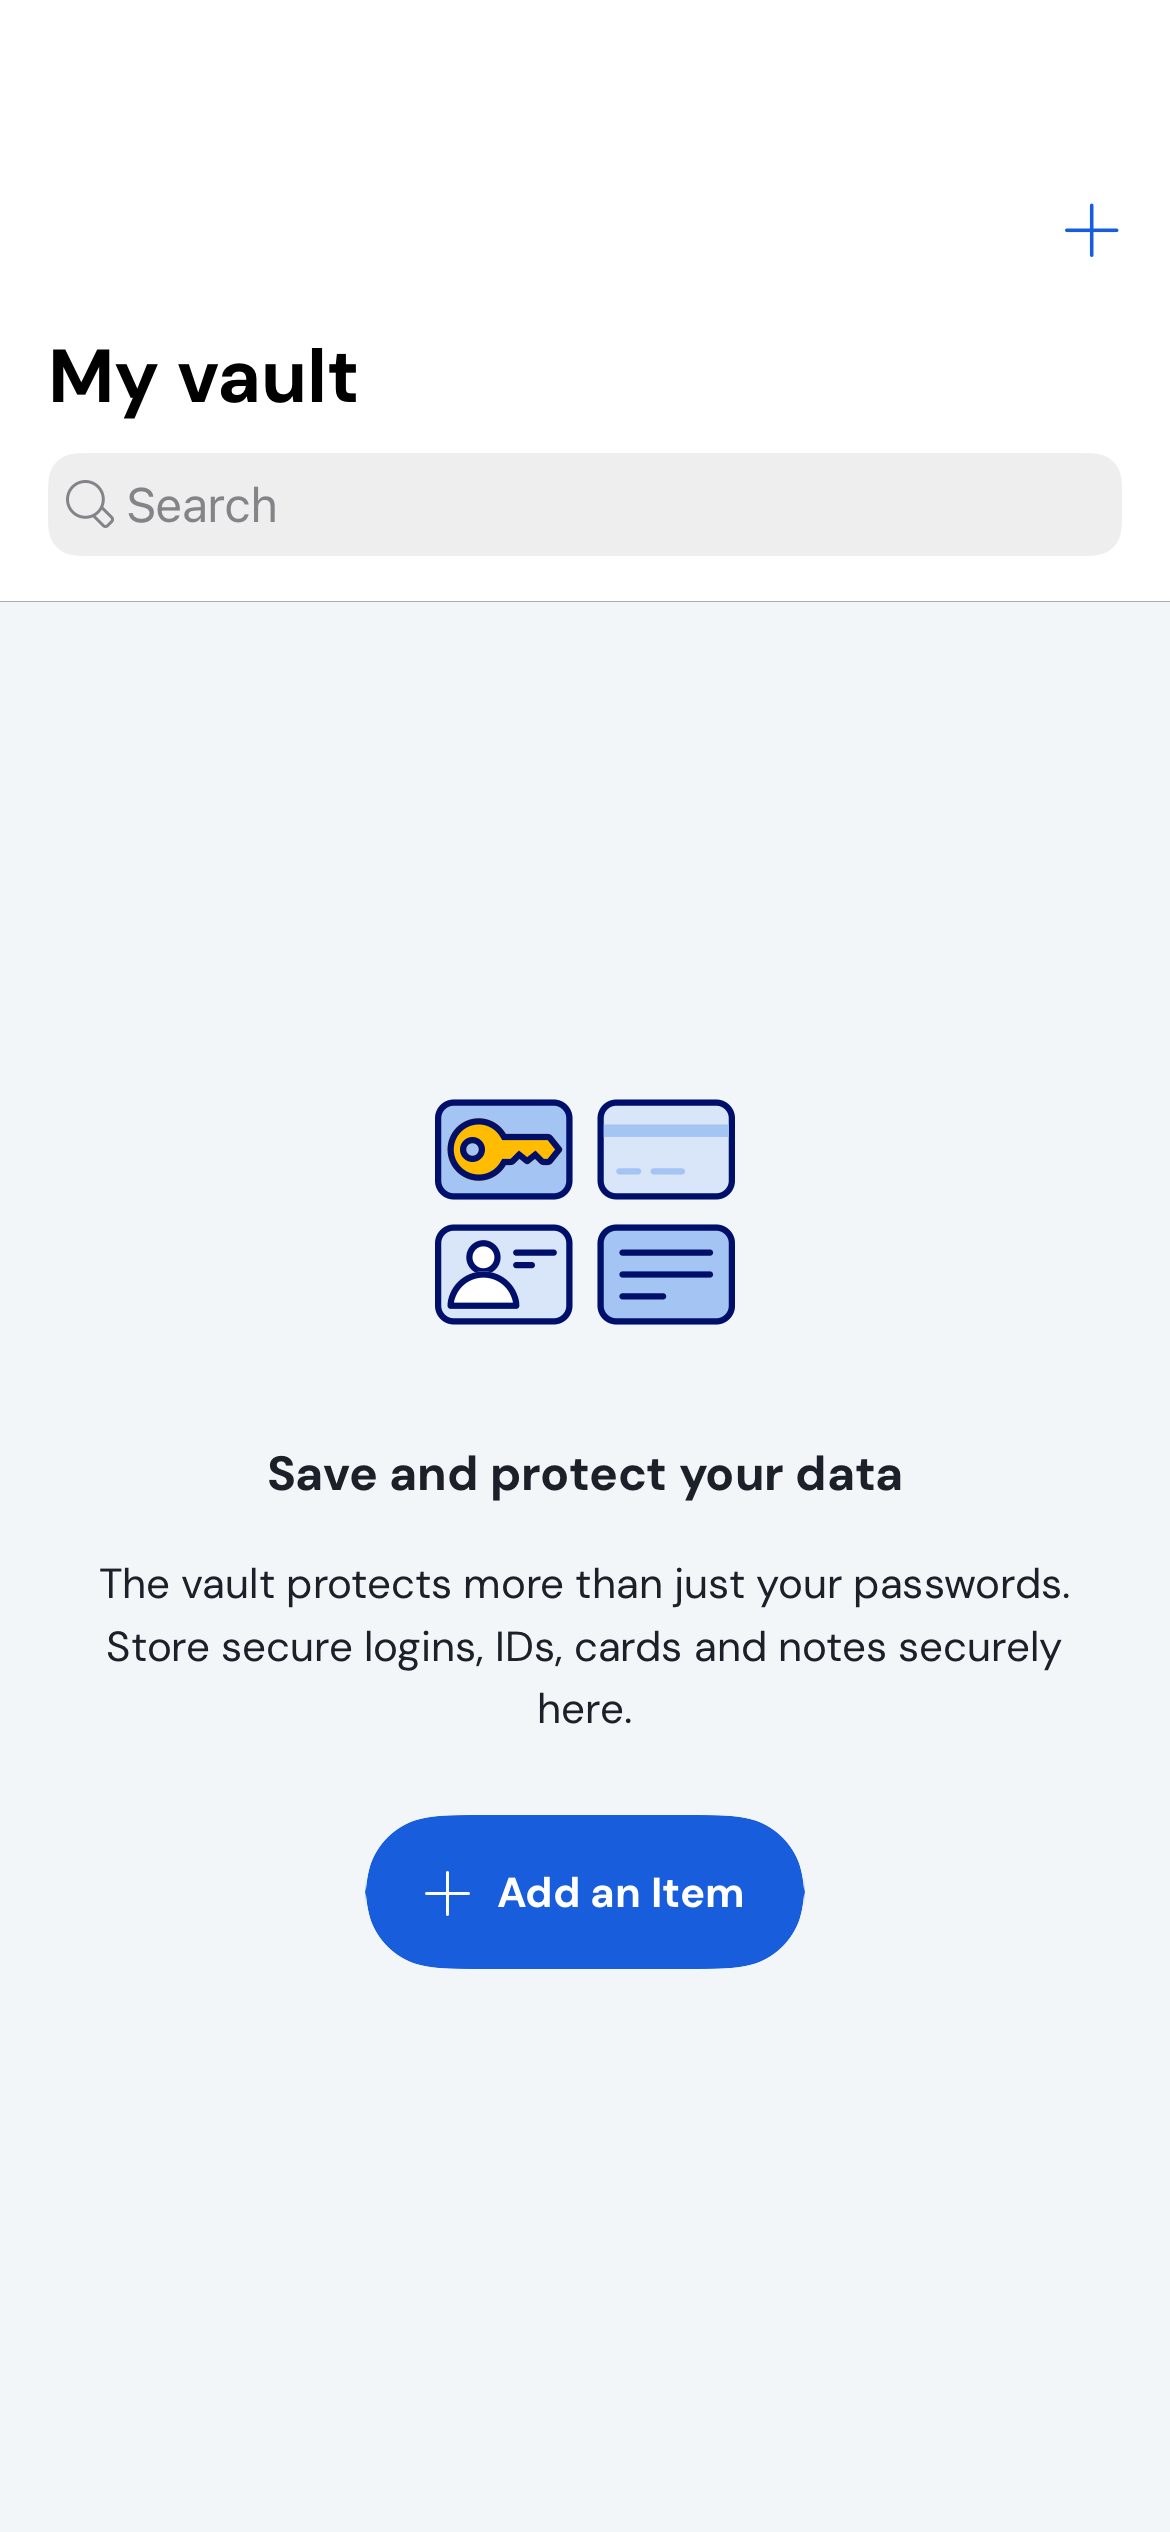 My vault
Search
Save and protect your data
The vault protects more than just your passwords.
Store secure logins, IDs, cards and notes securely
here.
Add an Item